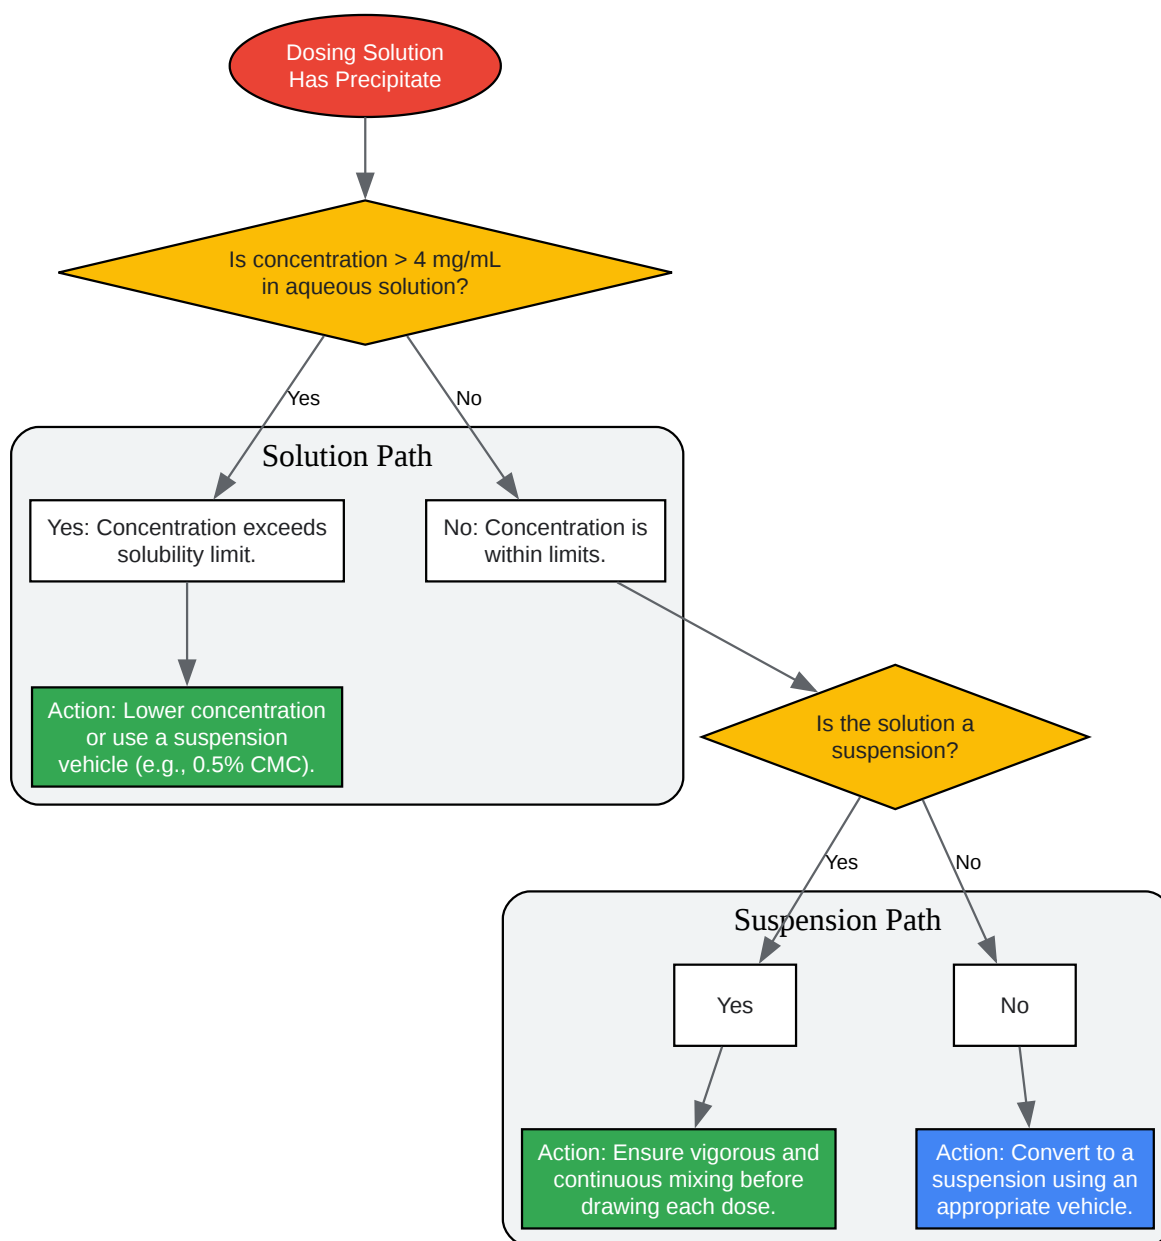 Dosing Solution
Has Precipitate
Is concentration > 4 mg/mL
in aqueous solution?
Yes
No
Solution Path
Yes: Concentration exceeds
solubility limit.
No: Concentration is
within limits.
Action: Lower concentration
or use a suspension
vehicle (e.g., 0.5% CMC).
Is the solution a
suspension?
Yes
No
Suspension Path
Yes
No
Action: Ensure vigorous and
continuous mixing before
drawing each dose.
Action: Convert to a
suspension using an
appropriate vehicle.